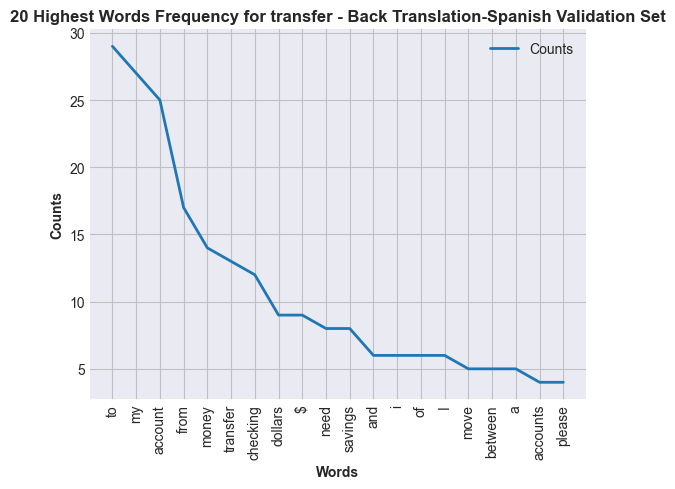 20 Highest Words Frequency for transfer - Back Translation-Spanish Validation Set
30
25
20
15
10
5
Counts
Counts
to
my
account
from
money
transfer
checking
dollars
$
need
savings
and
i
of
I
move
between
a
accounts
please
Words